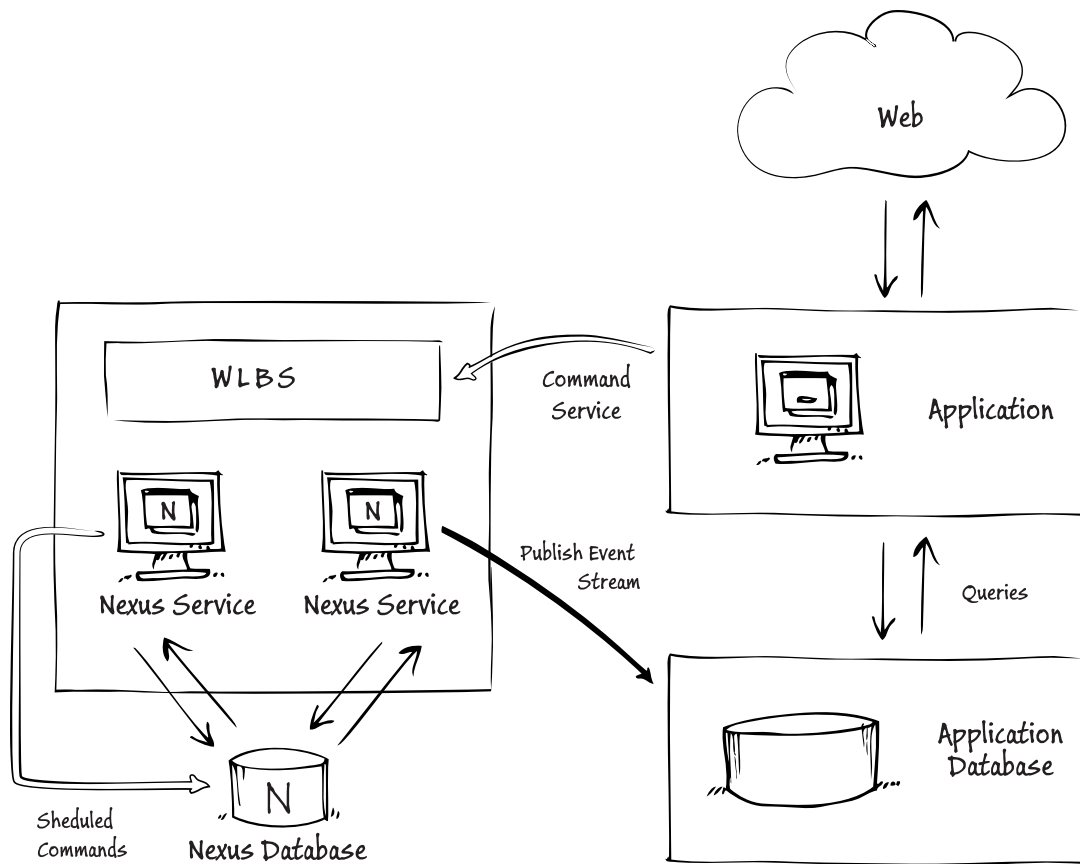 Web
WLBS
Command
Service
Application
N
N
Nexus Service
Nexus Service
Publish Event
Stream
Queries
Application
Database
N
Sheduled
Commands
Nexus Database